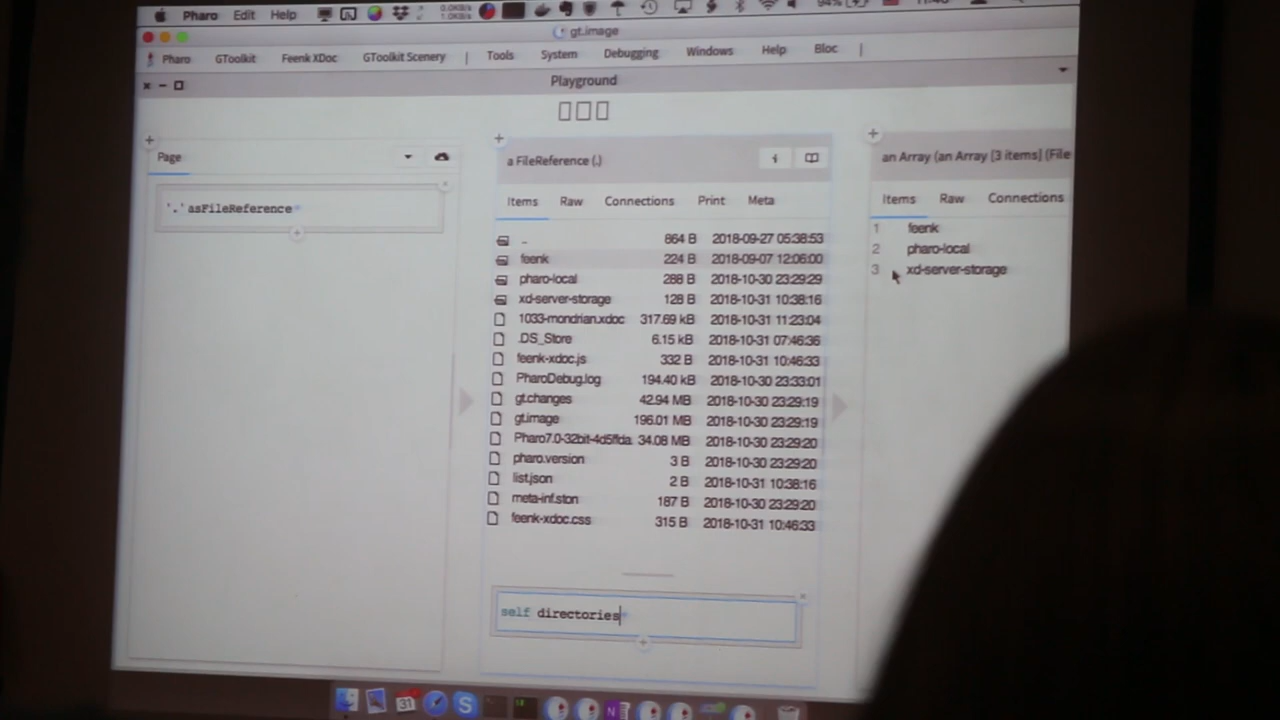 Pharo Edit Help 94%
gt.image
Pharo GToolkit Feenk XDoc GToolkit Scenery | Tools System Debugging Windows Help Bloc |
Playground
Page
'.' asFileReference
a FileReference (.)
Items Raw Connections Print Meta
.. 864 B 2018-09-27 05:38:53
feenk 224 B 2018-09-07 12:06:00
pharo-local 288 B 2018-10-30 23:29:29
xd-server-storage 128 B 2018-10-31 10:38:16
1033-mondrian.xdoc 317.69 kB 2018-10-31 11:23:04
.DS_Store 6.15 kB 2018-10-31 07:46:36
feenk-xdoc.js 332 B 2018-10-31 10:46:33
PharoDebug.log 194.40 kB 2018-10-30 23:33:01
gt.changes 42.94 MB 2018-10-30 23:29:19
gt.image 196.01 MB 2018-10-30 23:29:19
Pharo7.0-32bit-4d5ffda 34.08 MB 2018-10-30 23:29:20
pharo.version 3 B 2018-10-30 23:29:20
list.json 2 B 2018-10-31 10:38:16
meta-inf.ston 187 B 2018-10-30 23:29:20
feenk-xdoc.css 315 B 2018-10-31 10:46:33
self directories
an Array (an Array [3 items] (File
Items Raw Connections
1 feenk
2 pharo-local
3 xd-server-storage
31